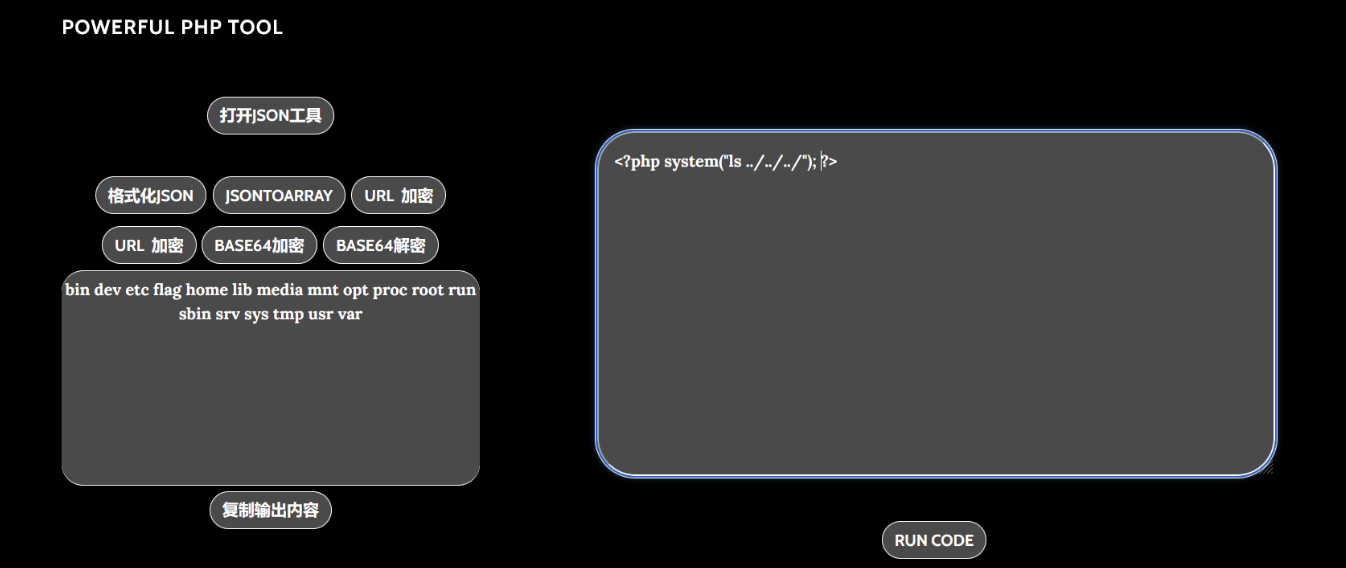 POWERFUL PHP TOOL
打开JSON工具
格式化JSON JSONTOARRAY URL 加密
URL 加密 BASE64加密 BASE64解密
bin dev etc flag home lib media mnt opt proc root run
sbin srv sys tmp usr var
复制输出内容
<?php system("ls ../../../"); ?>
RUN CODE